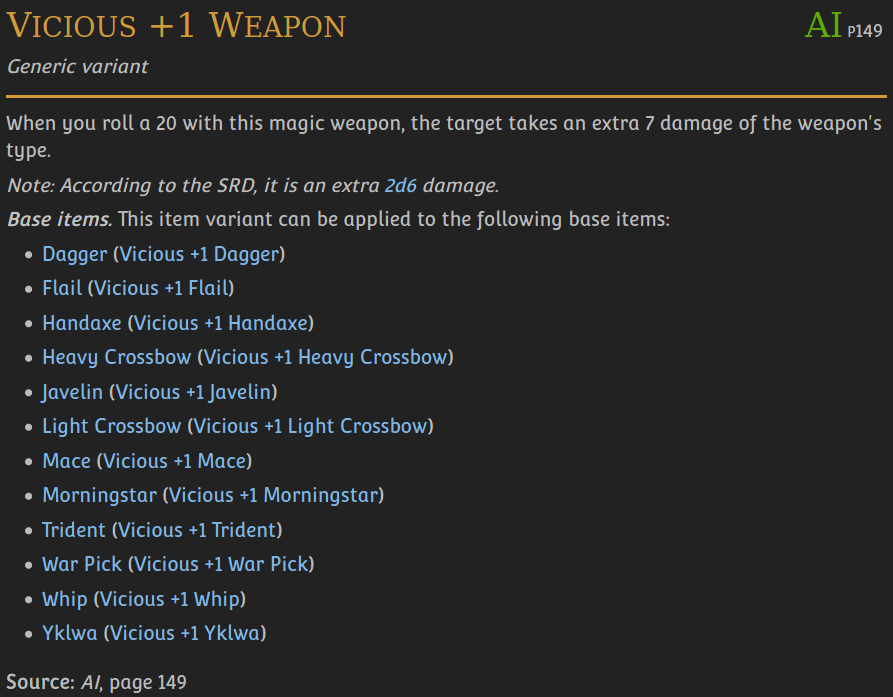 Vicious +1 Weapon
AI P149
Generic variant
When you roll a 20 with this magic weapon, the target takes an extra 7 damage of the weapon's
type.
Note: According to the SRD, it is an extra 2d6 damage.
Base items. This item variant can be applied to the following base items:
• Dagger (Vicious +1 Dagger)
• Flail (Vicious +1 Flail)
• Handaxe (Vicious +1 Handaxe)
• Heavy Crossbow (Vicious +1 Heavy Crossbow)
• Javelin (Vicious +1 Javelin)
• Light Crossbow (Vicious +1 Light Crossbow)
• Mace (Vicious +1 Mace)
• Morningstar (Vicious +1 Morningstar)
• Trident (Vicious +1 Trident)
• War Pick (Vicious +1 War Pick)
• Whip (Vicious +1 Whip)
• Yklwa (Vicious +1 Yklwa)
Source: AI, page 149